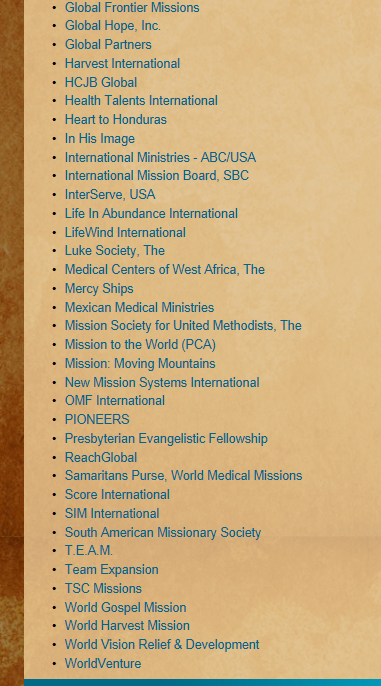 Global Frontier Missions
Global Hope, Inc.
Global Partners
Harvest International
HCJB Global
Health Talents International
Heart to Honduras
In His Image
International Ministries - ABC/USA
International Mission Board, SBC
InterServe, USA
Life In Abundance International
LifeWind International
Luke Society, The
Medical Centers of West Africa, The
Mercy Ships
Mexican Medical Ministries
Mission Society for United Methodists, The
Mission to the World (PCA)
Mission: Moving Mountains
New Mission Systems International
OMF International
PIONEERS
Presbyterian Evangelistic Fellowship
ReachGlobal
Samaritans Purse, World Medical Missions
Score International
SIM International
South American Missionary Society
T.E.A.M.
Team Expansion
TSC Missions
World Gospel Mission
World Harvest Mission
World Vision Relief & Development
WorldVenture